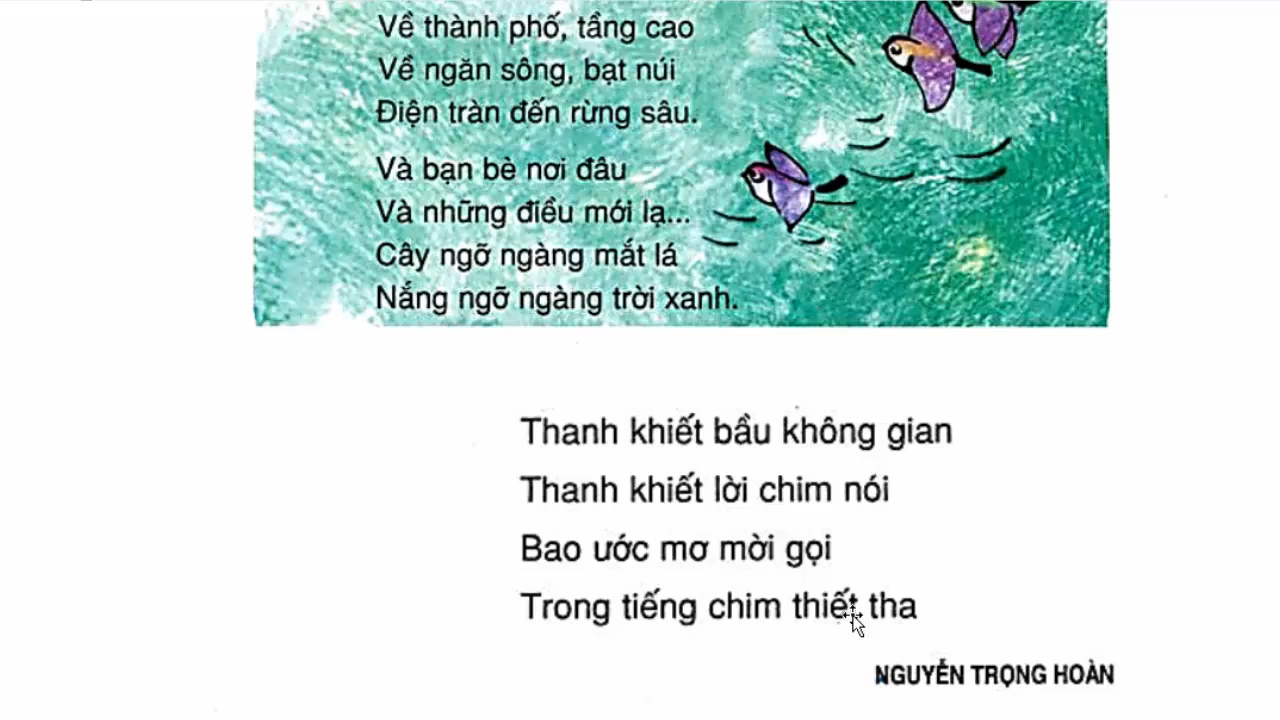 Về thành phố, tầng cao
Về ngăn sông, bạt núi
Điện tràn đến rừng sâu.
Và bạn bè nơi đâu
Và những điều mới lạ...
Cây ngỡ ngàng mắt lá
Nắng ngỡ ngàng trời xanh.
Thanh khiết bầu không gian
Thanh khiết lời chim nói
Bao ước mơ mời gọi
Trong tiếng chim thiết tha
NGUYỄN TRỌNG HOÀN